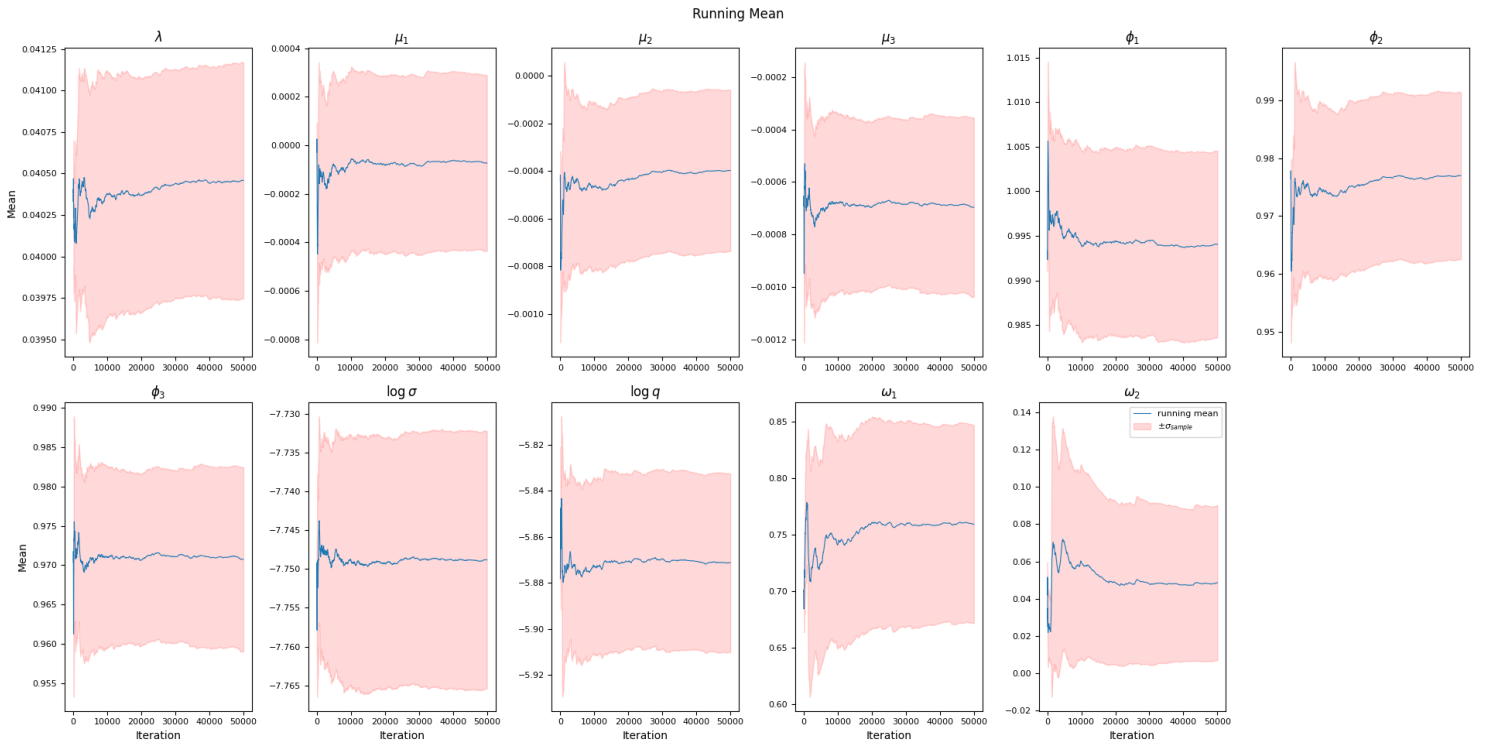 Running Mean
λ
Mean
0.04125
0.04100
0.04075
0.04050
0.04025
0.04000
0.03975
0.03950
0 10000 20000 30000 40000 50000
μ1
0.0004
0.0002
0.0000
−0.0002
−0.0004
−0.0006
−0.0008
0 10000 20000 30000 40000 50000
μ2
0.0000
−0.0002
−0.0004
−0.0006
−0.0008
−0.0010
0 10000 20000 30000 40000 50000
μ3
−0.0002
−0.0004
−0.0006
−0.0008
−0.0010
−0.0012
0 10000 20000 30000 40000 50000
ϕ1
1.015
1.010
1.005
1.000
0.995
0.990
0.985
0 10000 20000 30000 40000 50000
ϕ2
0.99
0.98
0.97
0.96
0.95
0 10000 20000 30000 40000 50000
ϕ3
Mean
0.990
0.985
0.980
0.975
0.970
0.965
0.960
0.955
0 10000 20000 30000 40000 50000
Iteration
log σ
−7.730
−7.735
−7.740
−7.745
−7.750
−7.755
−7.760
−7.765
0 10000 20000 30000 40000 50000
Iteration
log q
−5.82
−5.84
−5.86
−5.88
−5.90
−5.92
0 10000 20000 30000 40000 50000
Iteration
ω1
0.85
0.80
0.75
0.70
0.65
0.60
0 10000 20000 30000 40000 50000
Iteration
ω2
0.14
0.12
0.10
0.08
0.06
0.04
0.02
0.00
−0.02
running mean
±σsample
0 10000 20000 30000 40000 50000
Iteration